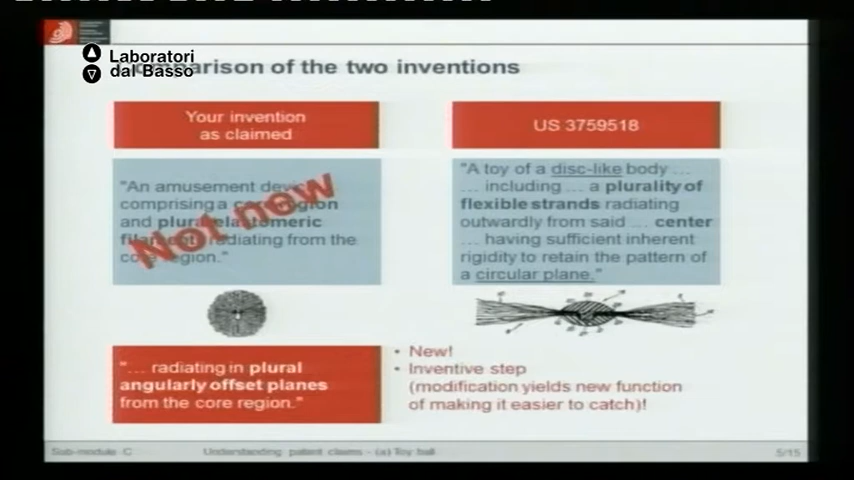 Laboratori
dal Basso
Comparison of the two inventions
Your invention
as claimed
US 3759518
"An amusement device
comprising a core region
and plural elastomeric
filaments radiating from the
core region."
Not new
"A toy of a disc-like body ...
... including ... a plurality of
flexible strands radiating
outwardly from said ... center
... having sufficient inherent
rigidity to retain the pattern of
a circular plane."
"... radiating in plural
angularly offset planes
from the core region."
• New!
• Inventive step
(modification yields new function
of making it easier to catch)!
Sub-module C
Understanding patent claims - (a) Toy ball
5/15